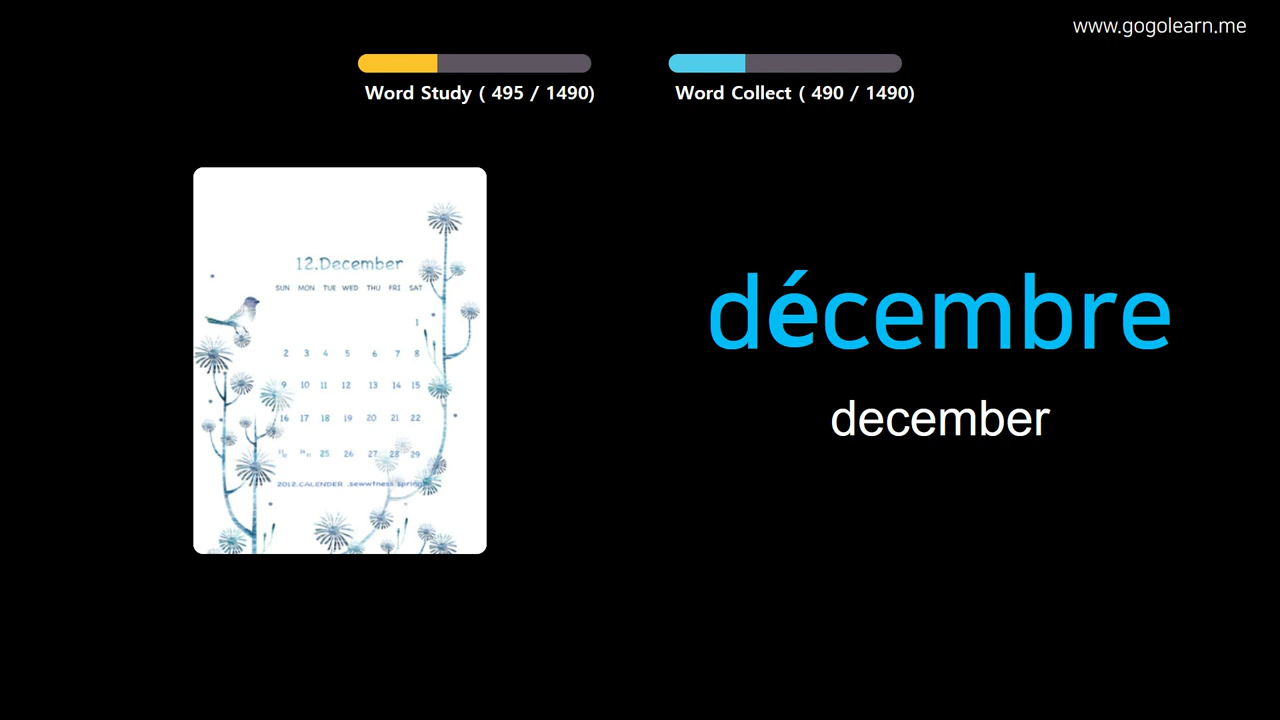 www.gogolearn.me
Word Study ( 495 / 1490)
Word Collect ( 490 / 1490)
12.December
SUN MON TUE WED THU FRI SAT
1
2 3 4 5 6 7 8
9 10 11 12 13 14 15
16 17 18 19 20 21 22
25 26 27 28 29
2012.CALENDER .sewwtness spring
décembre
december